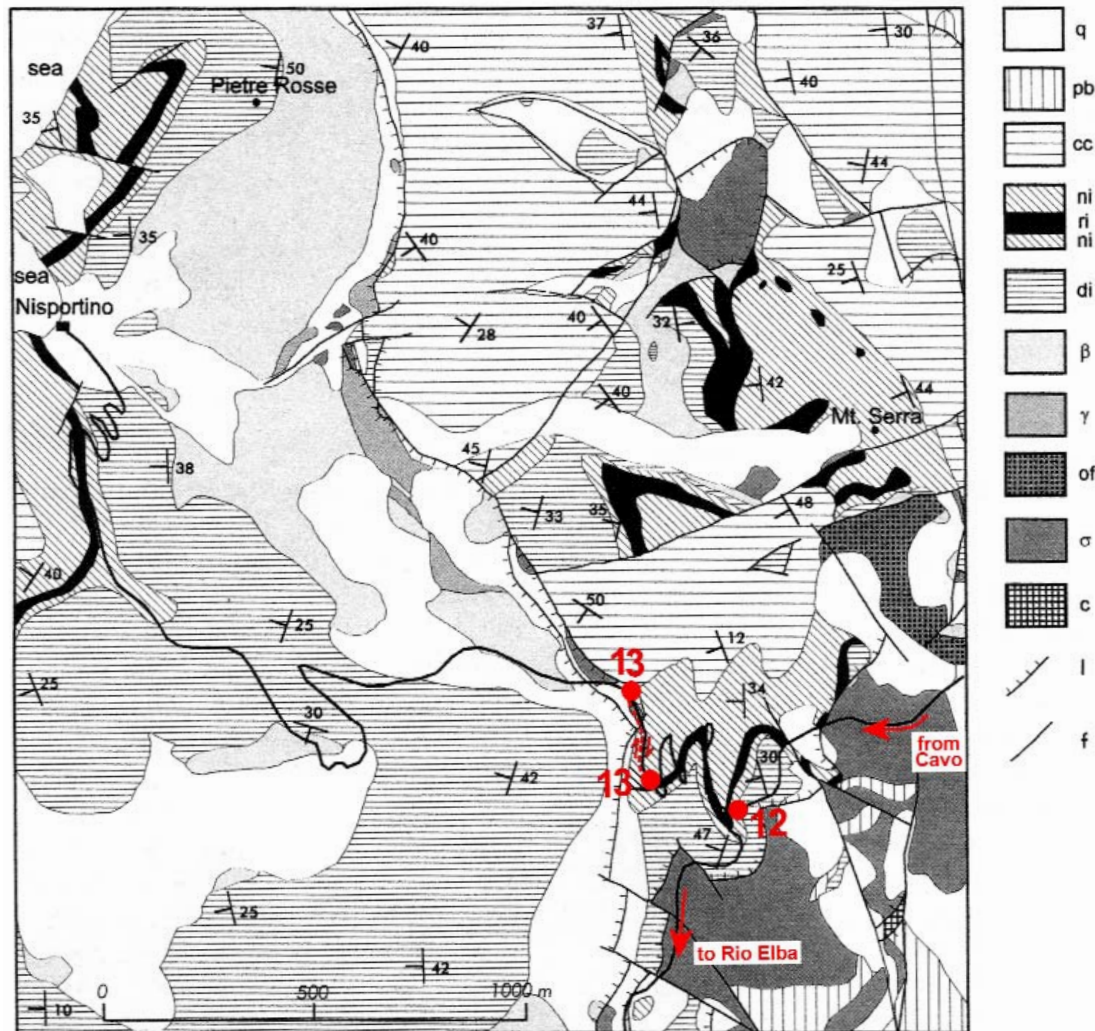 37
36
30
40
sea
50
Pietre Rosse
40
35
44
44
35
40
sea
25
Nisportino
40
32
28
42
44
40
Mt. Serra
45
38
48
33
35
40
50
25
12
13
34
25
30
from
Cavo
30
42
13
12
47
25
to Rio Elba
42
0
500
1000 m
10
q
pb
cc
ni
ri
ni
di
β
γ
of
σ
c
l
f